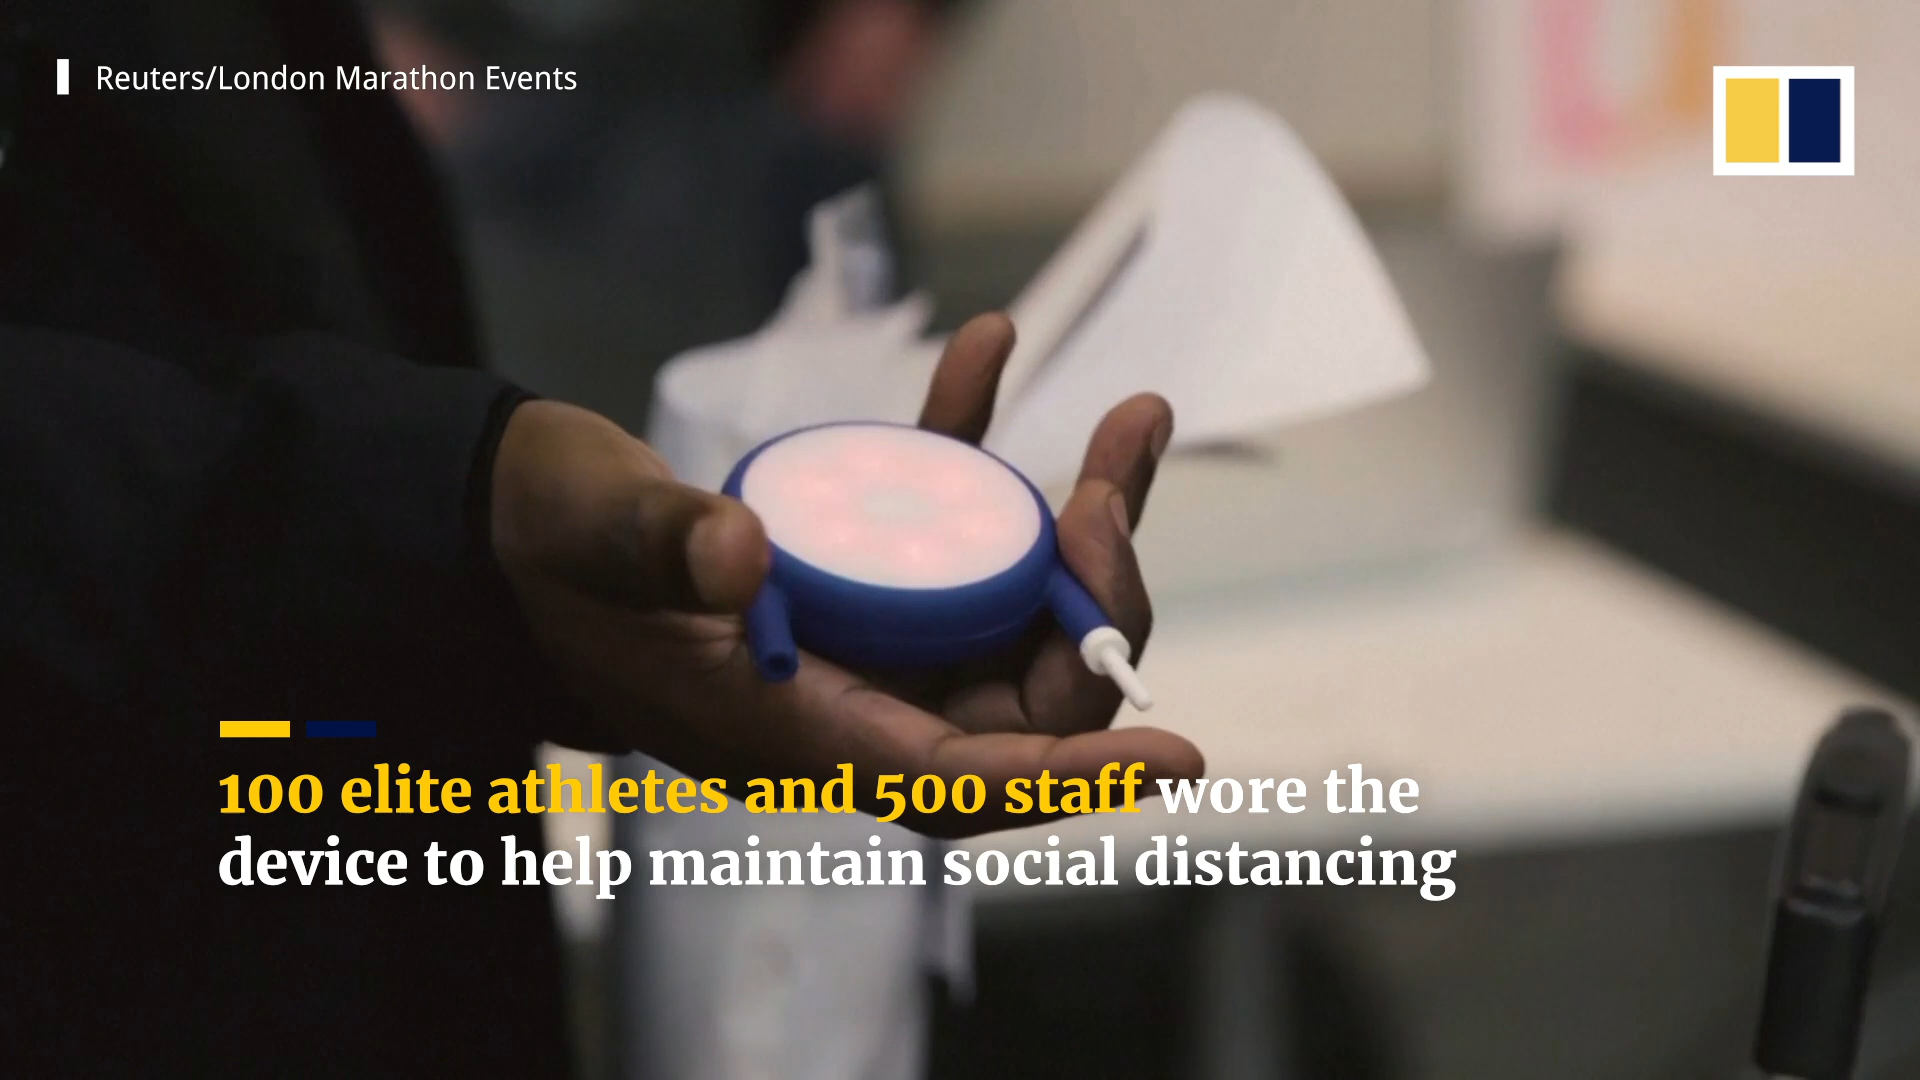 Reuters/London Marathon Events
100 elite athletes and 500 staff wore the
device to help maintain social distancing